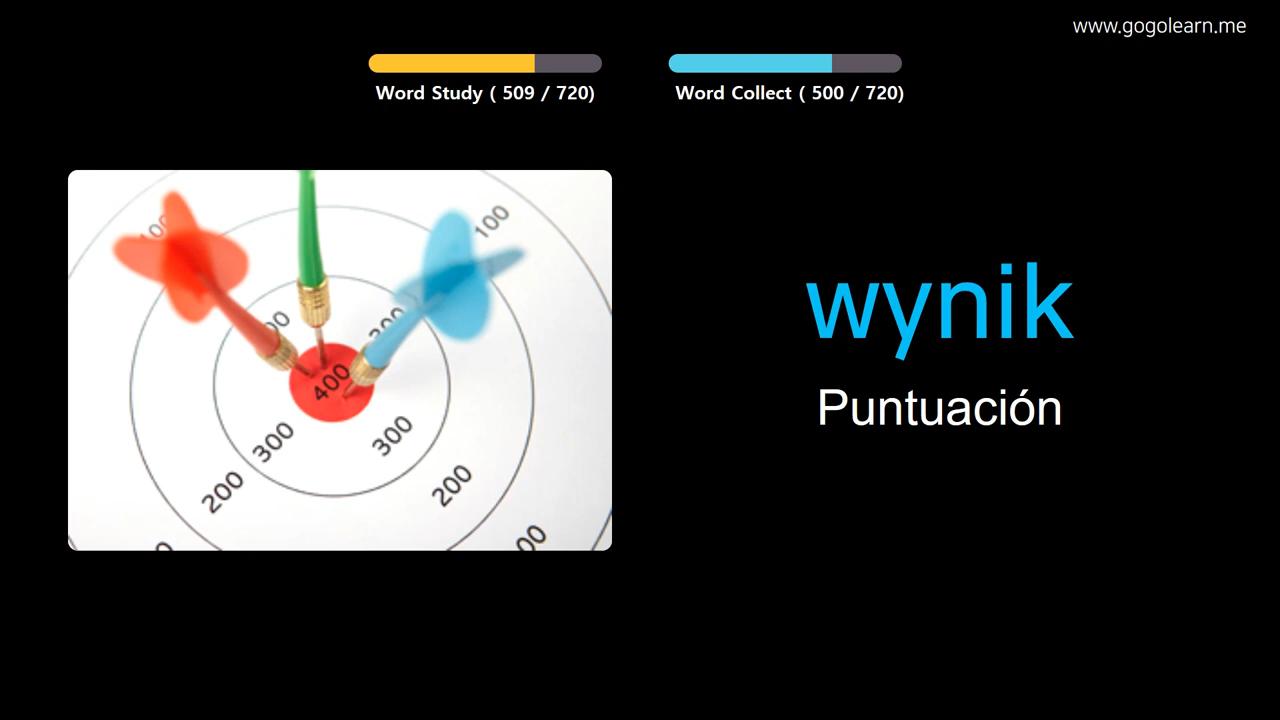 www.gogolearn.me
Word Study ( 509 / 720)
Word Collect ( 500 / 720)
100
100
400
300
300
200
200
wynik
Puntuación